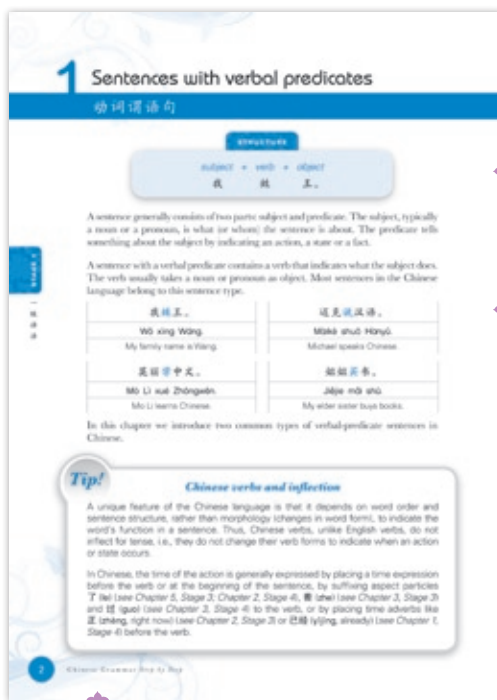 1 Sentences with verbal predicates
动词谓语句
STRUCTURE
subject + verb + object
我 姓 王。
A sentence generally consists of two parts: subject and predicate. The subject, typically
a noun or a pronoun, is what (or whom) the sentence is about. The predicate tells
something about the subject by indicating an action, a state or a fact.
STAGE 1
A sentence with a verbal predicate contains a verb that indicates what the subject does.
The verb usually takes a noun or pronoun as object. Most sentences in the Chinese
language belong to this sentence type.
我姓王。
Wǒ xìng Wáng.
My family name is Wang.
迈克说汉语。
Màikè shuō Hànyǔ.
Michael speaks Chinese.
莫丽学中文。
Mò Lì xué Zhōngwén.
Mo Li learns Chinese.
姐姐买书。
Jiějie mǎi shū.
My elder sister buys books.
In this chapter we introduce two common types of verbal-predicate sentences in
Chinese.
Tip!
Chinese verbs and inflection
A unique feature of the Chinese language is that it depends on word order and
sentence structure, rather than morphology (changes in word form), to indicate the
word's function in a sentence. Thus, Chinese verbs, unlike English verbs, do not
inflect for tense, i.e., they do not change their verb forms to indicate when an action
or state occurs.
In Chinese, the time of the action is generally expressed by placing a time expression
before the verb or at the beginning of the sentence, by suffixing aspect particles
了 (le) (see Chapter 5, Stage 3; Chapter 2, Stage 4), 着 (zhe) (see Chapter 3, Stage 3)
and 过 (guo) (see Chapter 3, Stage 4) to the verb, or by placing time adverbs like
正 (zhèng, right now) (see Chapter 2, Stage 3) or 已经 (yǐjīng, already) (see Chapter 1,
Stage 4) before the verb.
2 Chinese Grammar Step by Step